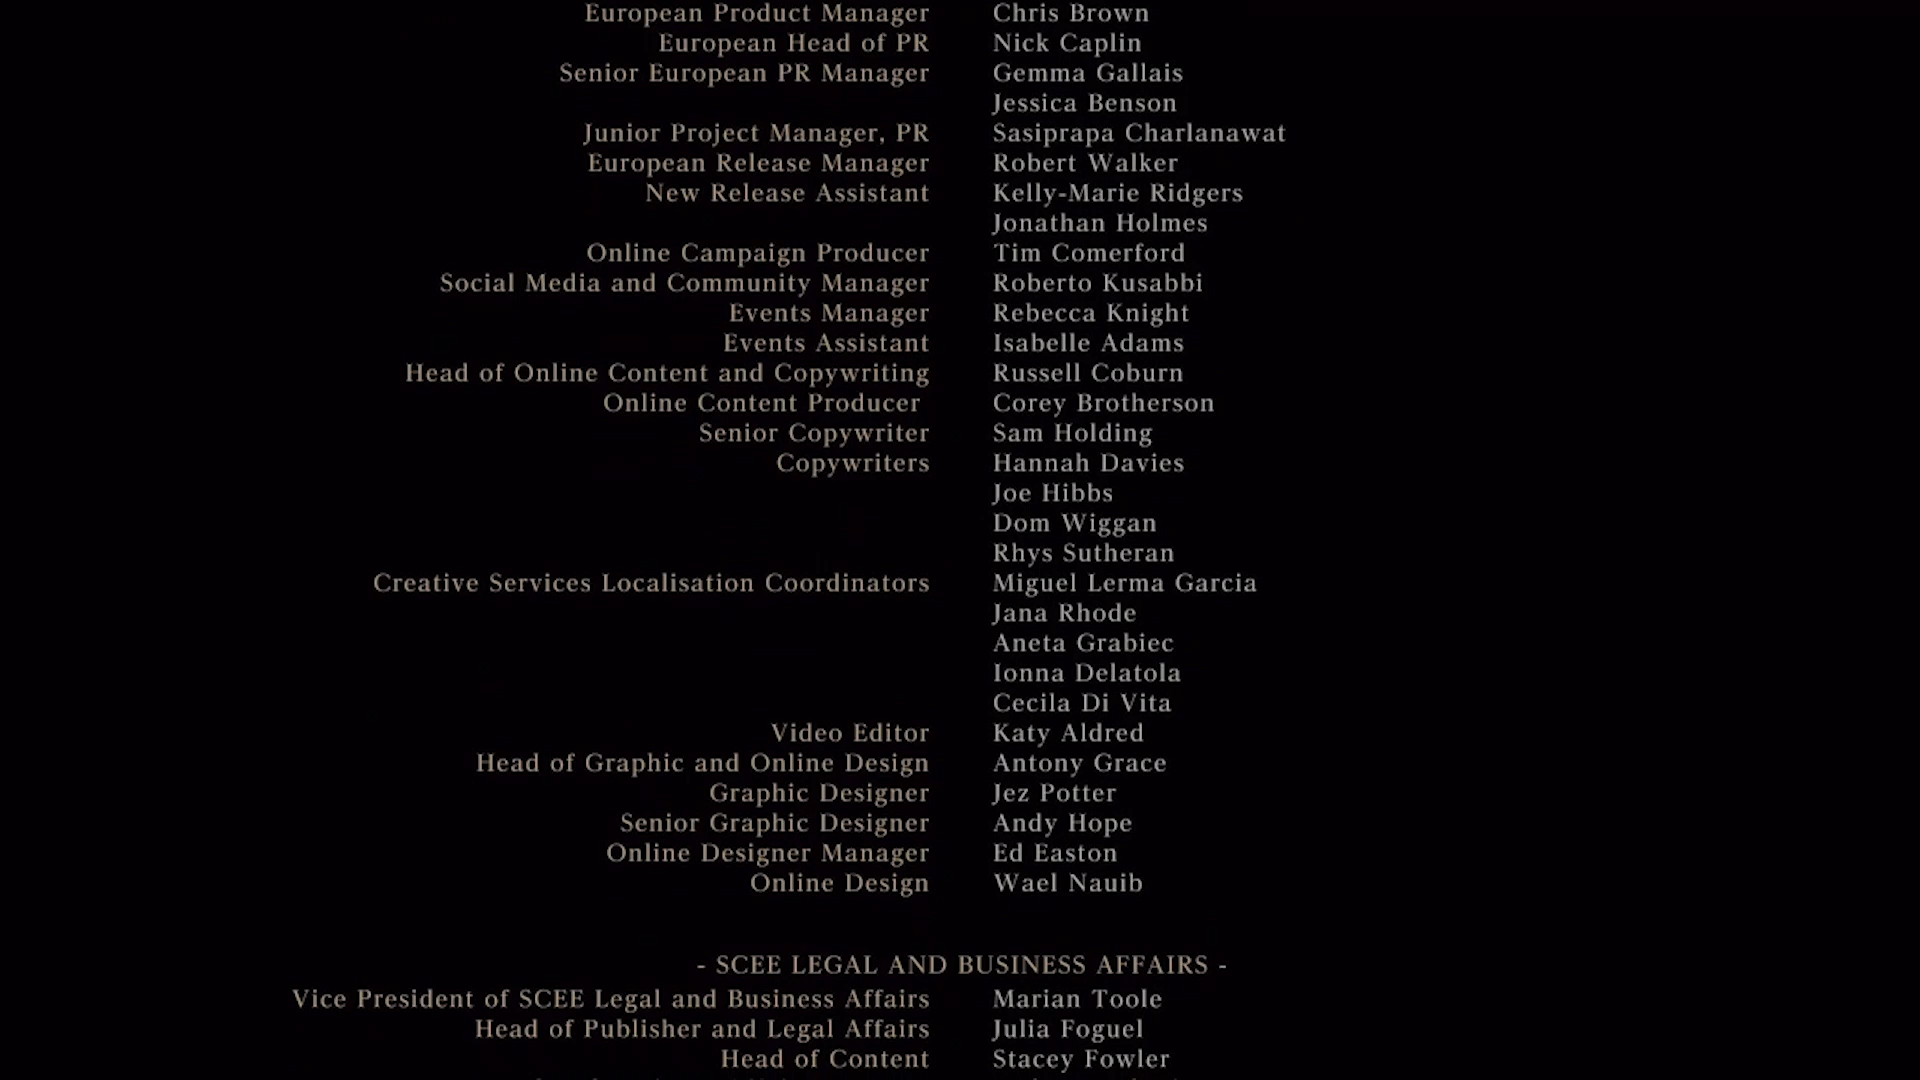 European Product Manager Chris Brown
European Head of PR Nick Caplin
Senior European PR Manager Gemma Gallais
Jessica Benson
Junior Project Manager, PR Sasiprapa Charlanawat
European Release Manager Robert Walker
New Release Assistant Kelly-Marie Ridgers
Jonathan Holmes
Online Campaign Producer Tim Comerford
Social Media and Community Manager Roberto Kusabbi
Events Manager Rebecca Knight
Events Assistant Isabelle Adams
Head of Online Content and Copywriting Russell Coburn
Online Content Producer Corey Brotherson
Senior Copywriter Sam Holding
Copywriters Hannah Davies
Joe Hibbs
Dom Wiggan
Rhys Sutheran
Creative Services Localisation Coordinators Miguel Lerma Garcia
Jana Rhode
Aneta Grabiec
Ionna Delatola
Cecila Di Vita
Video Editor Katy Aldred
Head of Graphic and Online Design Antony Grace
Graphic Designer Jez Potter
Senior Graphic Designer Andy Hope
Online Designer Manager Ed Easton
Online Design Wael Nauib
- SCEE LEGAL AND BUSINESS AFFAIRS -
Vice President of SCEE Legal and Business Affairs Marian Toole
Head of Publisher and Legal Affairs Julia Foguel
Head of Content Stacey Fowler